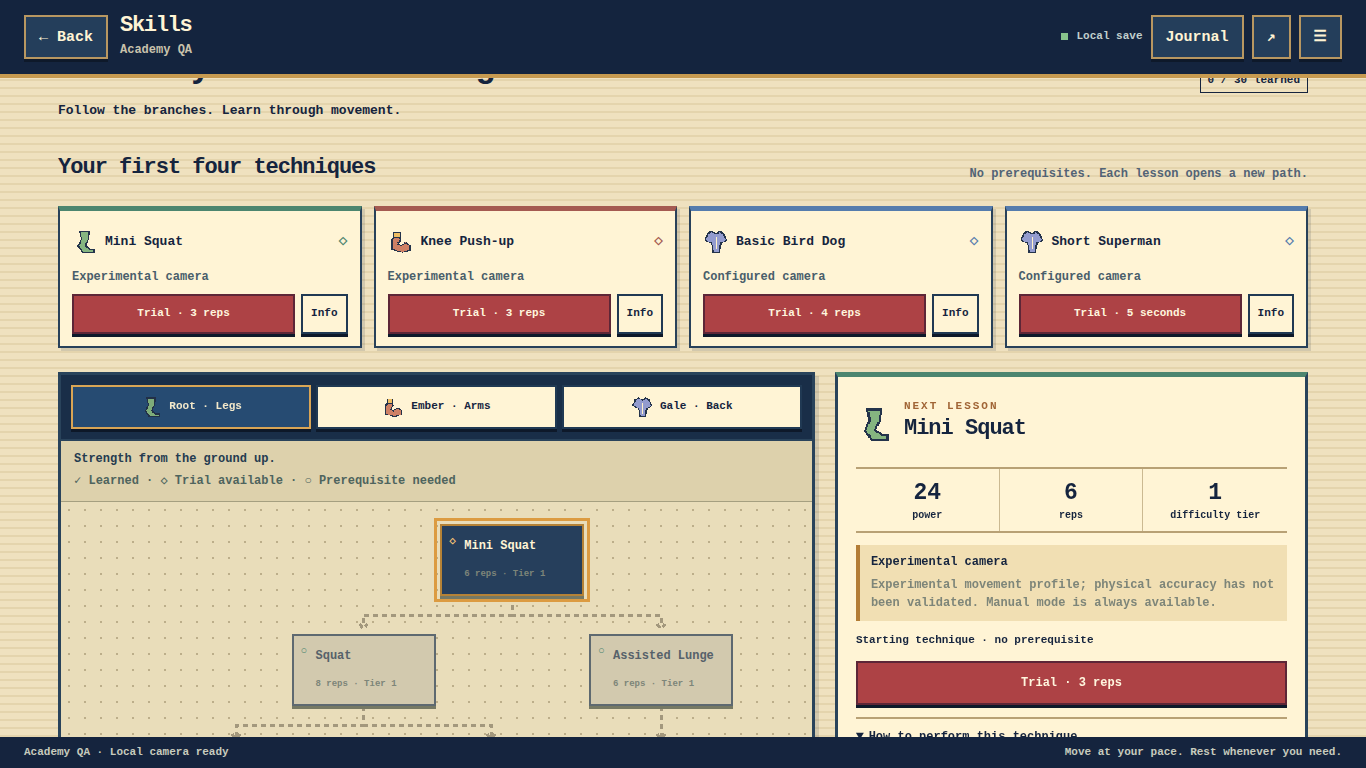 ← Back
Skills
Academy QA
Local save
Journal
↗
☰
0 / 30 learned
Follow the branches. Learn through movement.
Your first four techniques
No prerequisites. Each lesson opens a new path.
Mini Squat ◇
Experimental camera
Trial · 3 reps
Info
Knee Push-up ◇
Experimental camera
Trial · 3 reps
Info
Basic Bird Dog ◇
Configured camera
Trial · 4 reps
Info
Short Superman ◇
Configured camera
Trial · 5 seconds
Info
Root · Legs
Ember · Arms
Gale · Back
Strength from the ground up.
✓ Learned · ◇ Trial available · ○ Prerequisite needed
◇ Mini Squat
6 reps · Tier 1
○ Squat
8 reps · Tier 1
○ Assisted Lunge
6 reps · Tier 1
NEXT LESSON
Mini Squat
24
power
6
reps
1
difficulty tier
Experimental camera
Experimental movement profile; physical accuracy has not
been validated. Manual mode is always available.
Starting technique · no prerequisite
Trial · 3 reps
▼ How to perform this technique
Academy QA · Local camera ready
Move at your pace. Rest whenever you need.